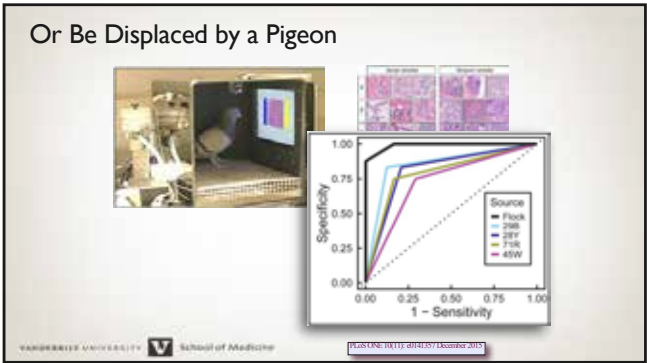 Or Be Displaced by a Pigeon
1.00
0.75
0.50
0.25
0.00
Specificity
Source
Flock
29B
28Y
71R
45W
0.00 0.25 0.50 0.75 1.00
1 − Sensitivity
VANDERBILT UNIVERSITY
School of Medicine
PLoS ONE 10(11): e0141357 December 2015